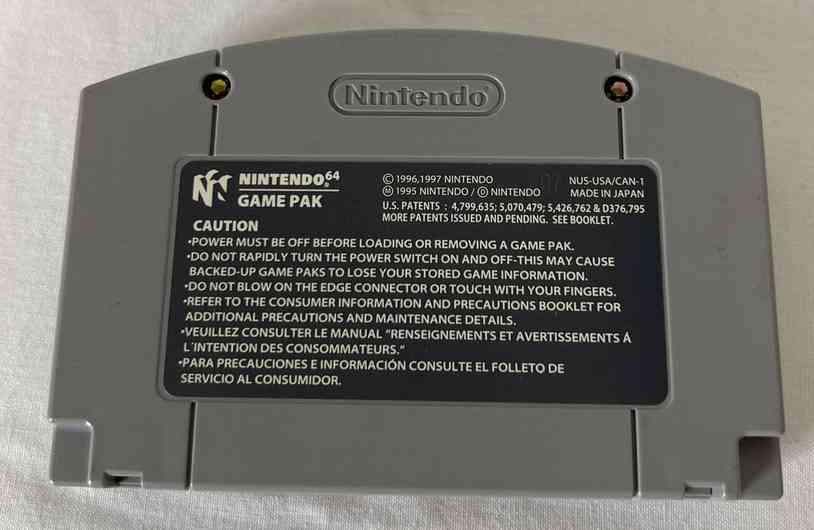 Nintendo
NINTENDO64
GAME PAK
©1996,1997 NINTENDO
Ⓜ1995 NINTENDO / Ⓓ NINTENDO
07
NUS-USA/CAN-1
MADE IN JAPAN
U.S. PATENTS : 4,799,635; 5,070,479; 5,426,762 & D376,795
MORE PATENTS ISSUED AND PENDING. SEE BOOKLET.
CAUTION
•POWER MUST BE OFF BEFORE LOADING OR REMOVING A GAME PAK.
•DO NOT RAPIDLY TURN THE POWER SWITCH ON AND OFF-THIS MAY CAUSE
BACKED-UP GAME PAKS TO LOSE YOUR STORED GAME INFORMATION.
•DO NOT BLOW ON THE EDGE CONNECTOR OR TOUCH WITH YOUR FINGERS.
•REFER TO THE CONSUMER INFORMATION AND PRECAUTIONS BOOKLET FOR
ADDITIONAL PRECAUTIONS AND MAINTENANCE DETAILS.
•VEUILLEZ CONSULTER LE MANUAL "RENSEIGNEMENTS ET AVERTISSEMENTS Á
L'INTENTION DES CONSOMMATEURS."
•PARA PRECAUCIONES E INFORMACIÓN CONSULTE EL FOLLETO DE
SERVICIO AL CONSUMIDOR.